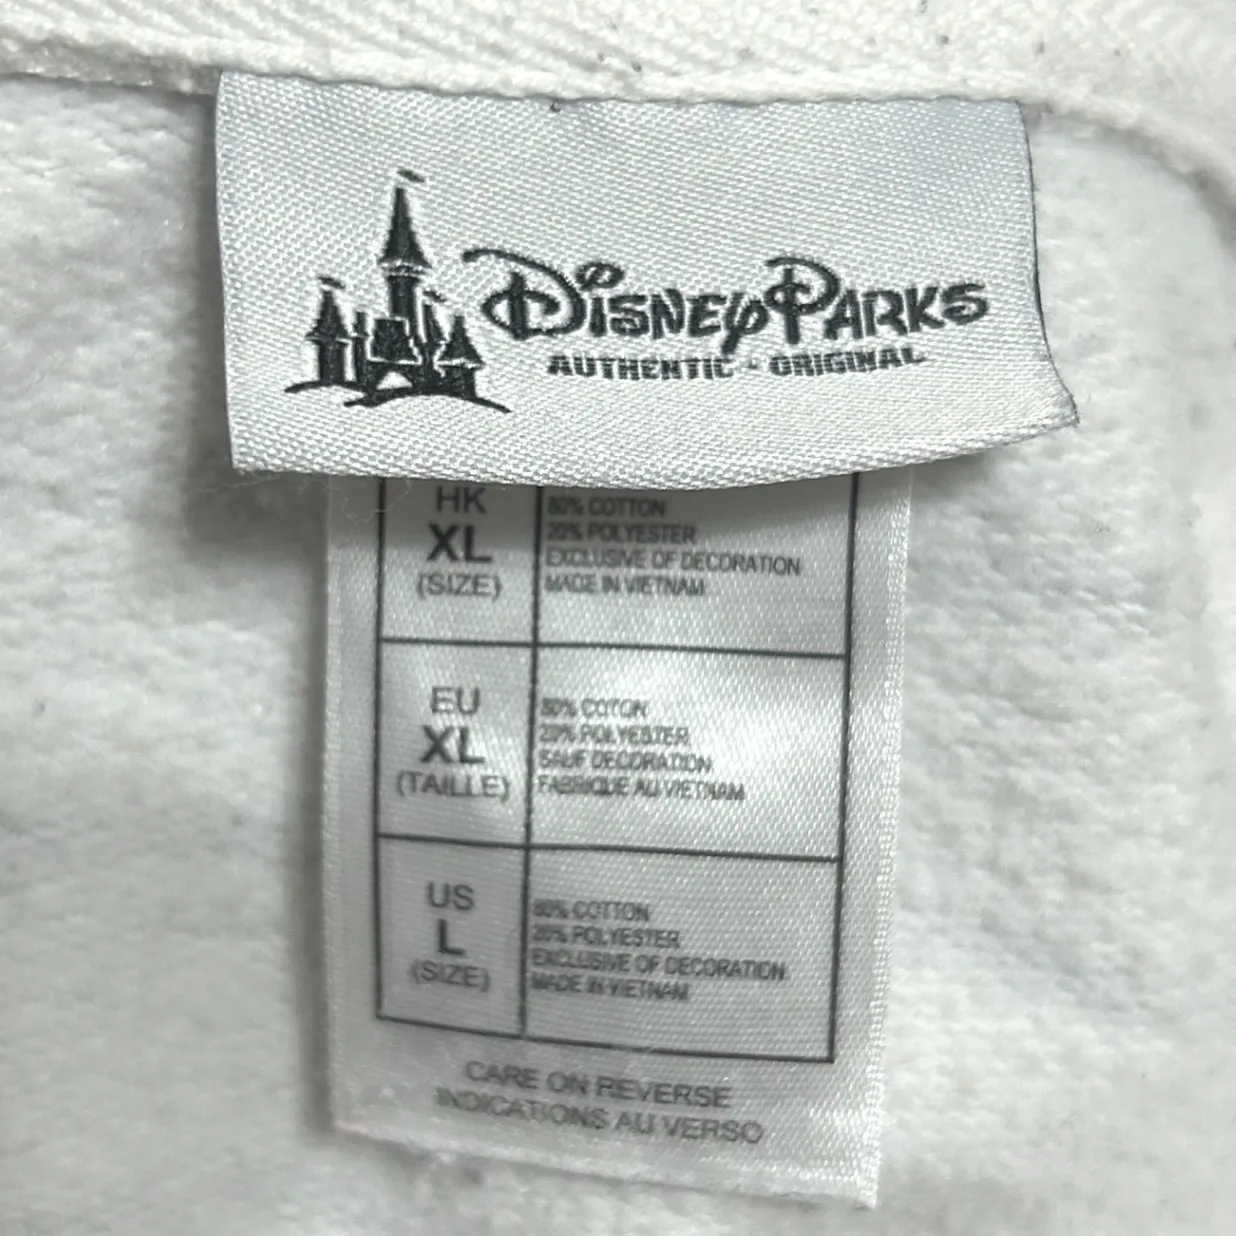 DISNEY PARKS
AUTHENTIC - ORIGINAL
HK
XL
(SIZE)
80% COTTON
20% POLYESTER
EXCLUSIVE OF DECORATION
MADE IN VIETNAM
EU
XL
(TAILLE)
80% COTON
20% POLYESTER
SAUF DECORATION
FABRIQUE AU VIETNAM
US
L
(SIZE)
80% COTTON
20% POLYESTER
EXCLUSIVE OF DECORATION
MADE IN VIETNAM
CARE ON REVERSE
INDICATIONS AU VERSO